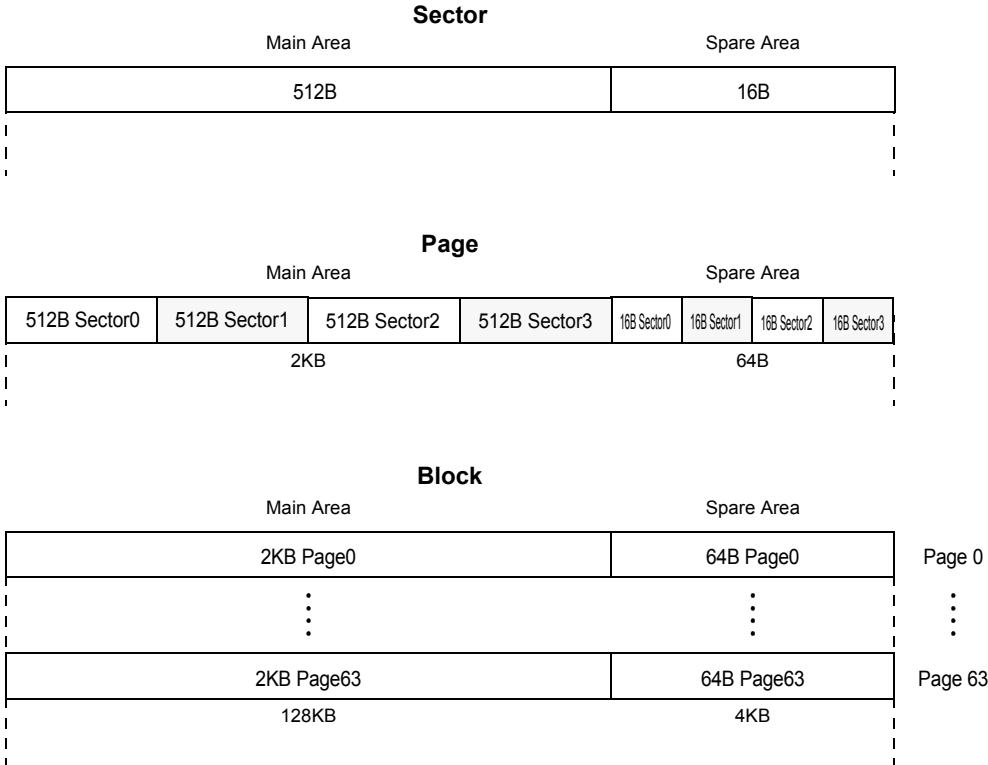 Sector
Main Area Spare Area
512B 16B
Page
Main Area Spare Area
512B Sector0 512B Sector1 512B Sector2 512B Sector3 16B Sector0 16B Sector1 16B Sector2 16B Sector3
2KB 64B
Block
Main Area Spare Area
2KB Page0 64B Page0 Page 0
2KB Page63 64B Page63 Page 63
128KB 4KB